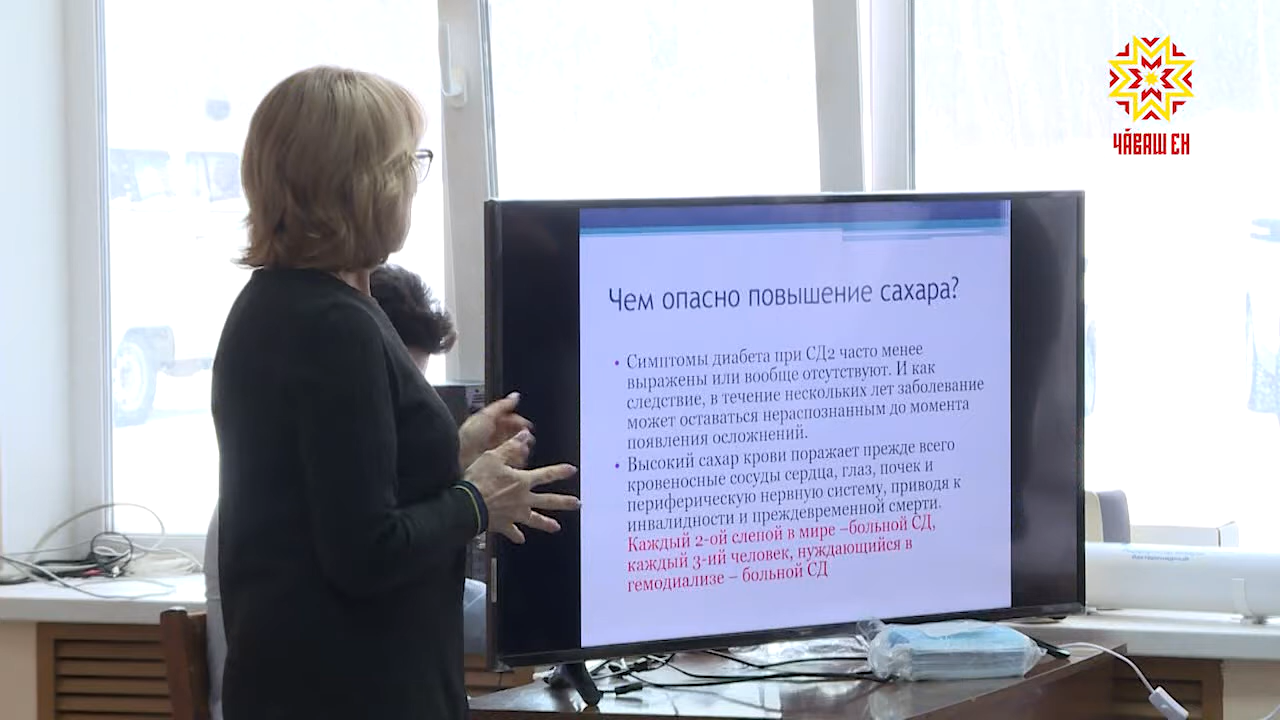 ЧӐВАШ ЕН
Чем опасно повышение сахара?
• Симптомы диабета при СД2 часто менее
выражены или вообще отсутствуют. И как
следствие, в течение нескольких лет заболевание
может оставаться нераспознанным до момента
появления осложнений.
• Высокий сахар крови поражает прежде всего
кровеносные сосуды сердца, глаз, почек и
периферическую нервную систему, приводя к
инвалидности и преждевременной смерти.
Каждый 2-ой слепой в мире –больной СД,
каждый 3-ий человек, нуждающийся в
гемодиализе – больной СД